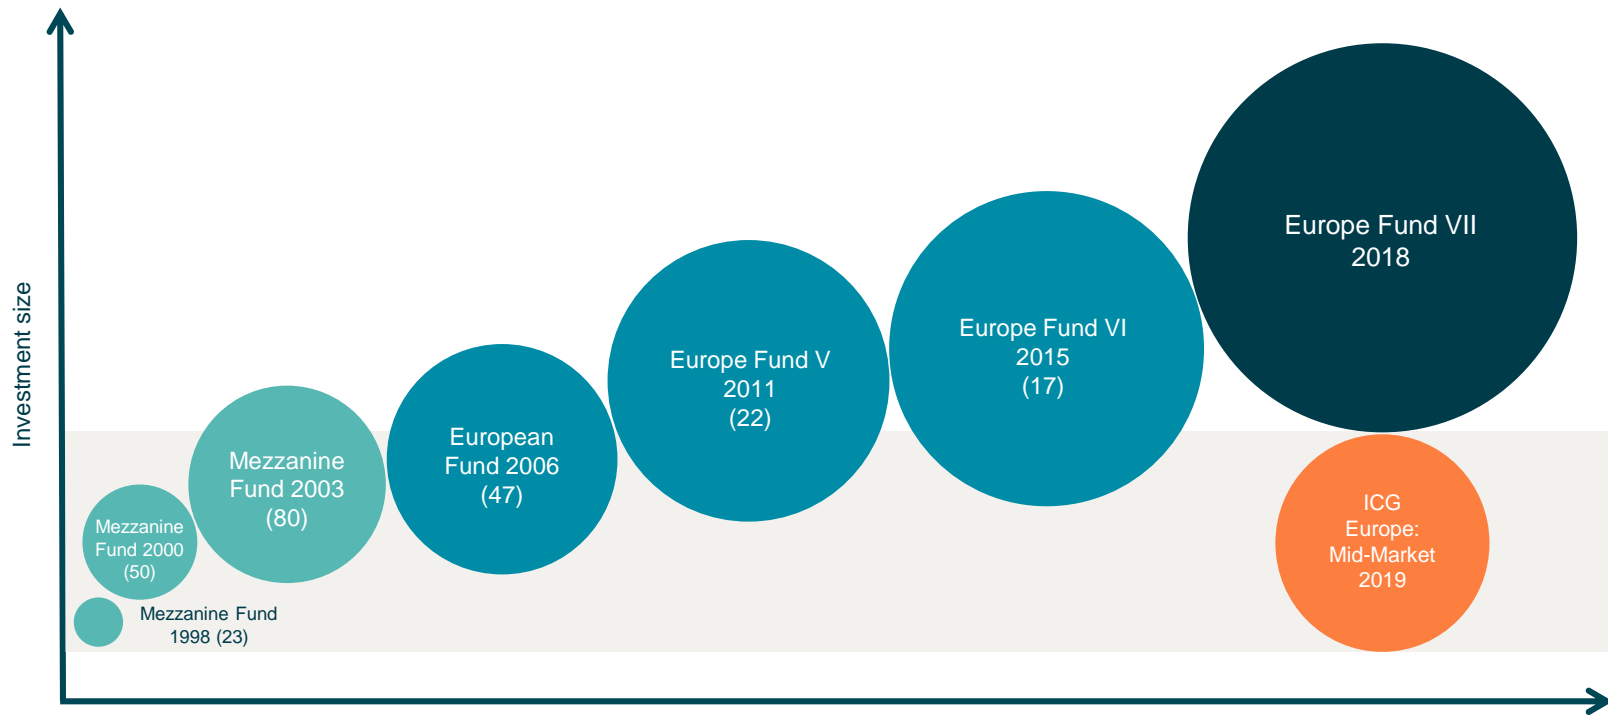 Investment size
Mezzanine Fund
1998 (23)
Mezzanine
Fund 2000
(50)
Mezzanine
Fund 2003
(80)
European
Fund 2006
(47)
Europe Fund V
2011
(22)
Europe Fund VI
2015
(17)
Europe Fund VII
2018
ICG
Europe:
Mid-Market
2019